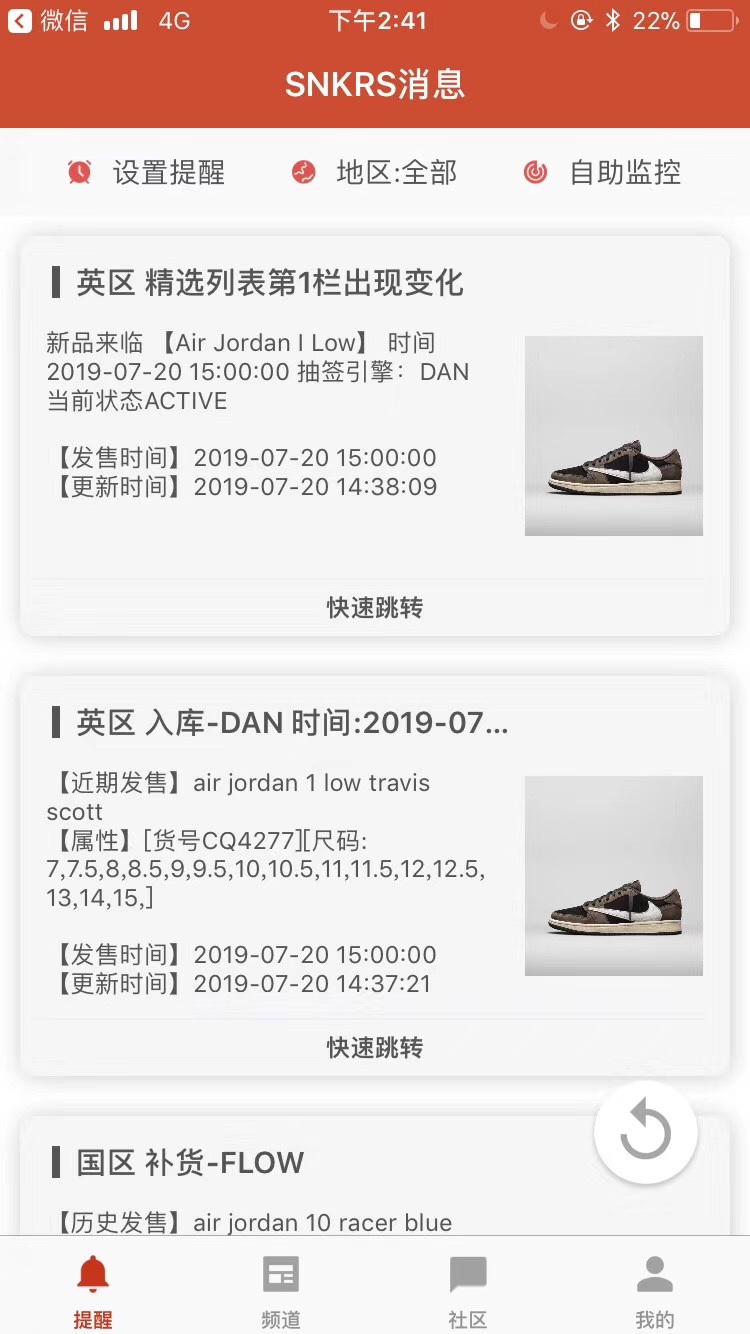 微信 4G 下午2:41 22%
SNKRS消息
设置提醒 地区:全部 自助监控
英区 精选列表第1栏出现变化
新品来临 【Air Jordan I Low】 时间
2019-07-20 15:00:00 抽签引擎：DAN
当前状态ACTIVE
【发售时间】2019-07-20 15:00:00
【更新时间】2019-07-20 14:38:09
快速跳转
英区 入库-DAN 时间:2019-07...
【近期发售】air jordan 1 low travis
scott
【属性】[货号CQ4277][尺码:
7,7.5,8,8.5,9,9.5,10,10.5,11,11.5,12,12.5,
13,14,15,]
【发售时间】2019-07-20 15:00:00
【更新时间】2019-07-20 14:37:21
快速跳转
国区 补货-FLOW
【历史发售】air jordan 10 racer blue
提醒 频道 社区 我的